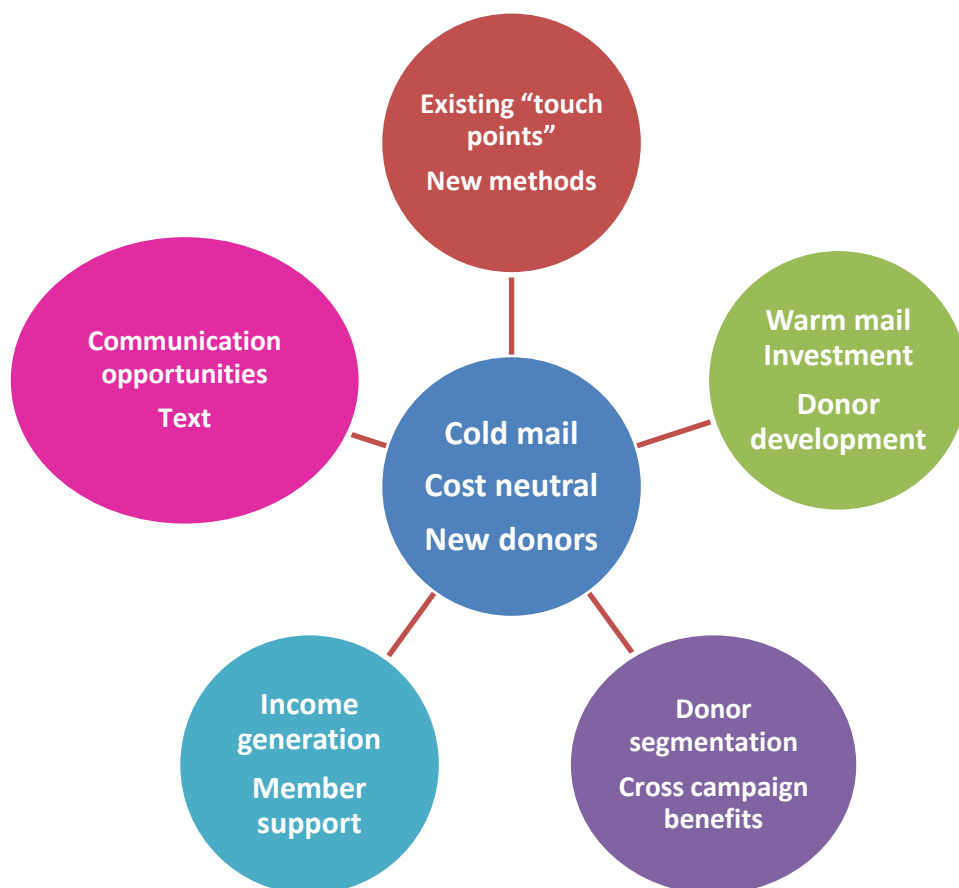 Existing “touch
points”
New methods
Communication
opportunities
Text
Warm mail
Investment
Donor
development
Cold mail
Cost neutral
New donors
Income
generation
Member
support
Donor
segmentation
Cross campaign
benefits